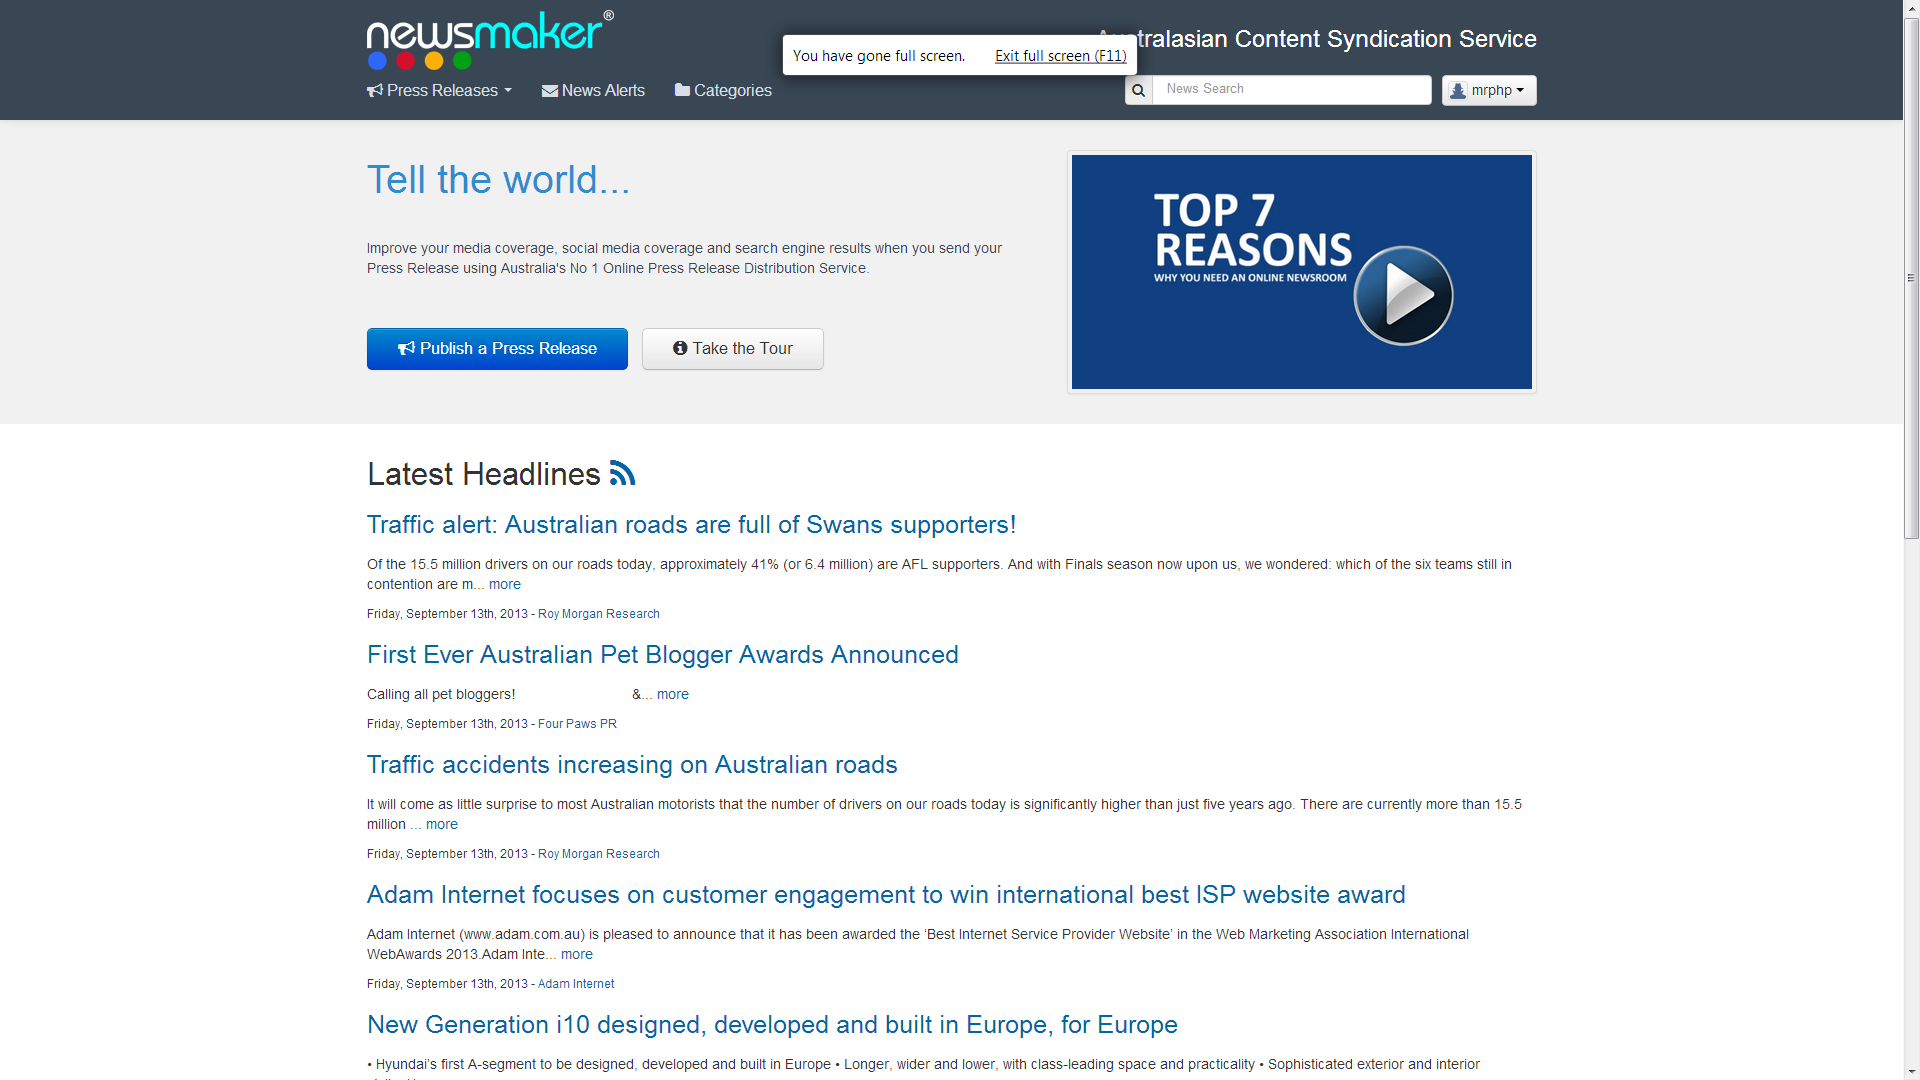 newsmaker®
You have gone full screen. Exit full screen (F11)
tralasian Content Syndication Service
Press Releases
News Alerts
Categories
News Search
mrphp
Tell the world...
Improve your media coverage, social media coverage and search engine results when you send your
Press Release using Australia's No 1 Online Press Release Distribution Service.
Publish a Press Release
Take the Tour
TOP 7
REASONS
WHY YOU NEED AN ONLINE NEWSROOM
Latest Headlines
Traffic alert: Australian roads are full of Swans supporters!
Of the 15.5 million drivers on our roads today, approximately 41% (or 6.4 million) are AFL supporters. And with Finals season now upon us, we wondered: which of the six teams still in
contention are m... more
Friday, September 13th, 2013 - Roy Morgan Research
First Ever Australian Pet Blogger Awards Announced
Calling all pet bloggers! &... more
Friday, September 13th, 2013 - Four Paws PR
Traffic accidents increasing on Australian roads
It will come as little surprise to most Australian motorists that the number of drivers on our roads today is significantly higher than just five years ago. There are currently more than 15.5
million ... more
Friday, September 13th, 2013 - Roy Morgan Research
Adam Internet focuses on customer engagement to win international best ISP website award
Adam Internet (www.adam.com.au) is pleased to announce that it has been awarded the ‘Best Internet Service Provider Website’ in the Web Marketing Association International
WebAwards 2013.Adam Inte... more
Friday, September 13th, 2013 - Adam Internet
New Generation i10 designed, developed and built in Europe, for Europe
• Hyundai’s first A-segment to be designed, developed and built in Europe • Longer, wider and lower, with class-leading space and practicality • Sophisticated exterior and interior